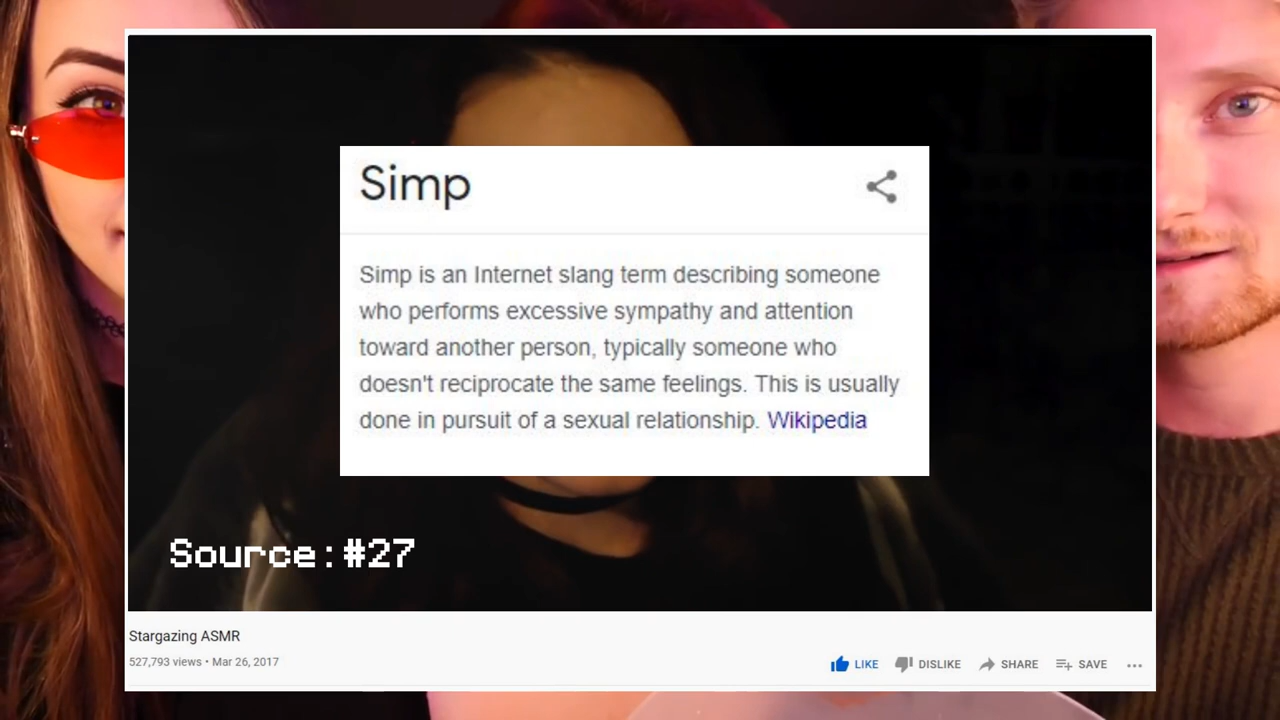 Simp
Simp is an Internet slang term describing someone
who performs excessive sympathy and attention
toward another person, typically someone who
doesn't reciprocate the same feelings. This is usually
done in pursuit of a sexual relationship. Wikipedia
Source:#27
Stargazing ASMR
527,793 views • Mar 26, 2017
LIKE DISLIKE SHARE SAVE